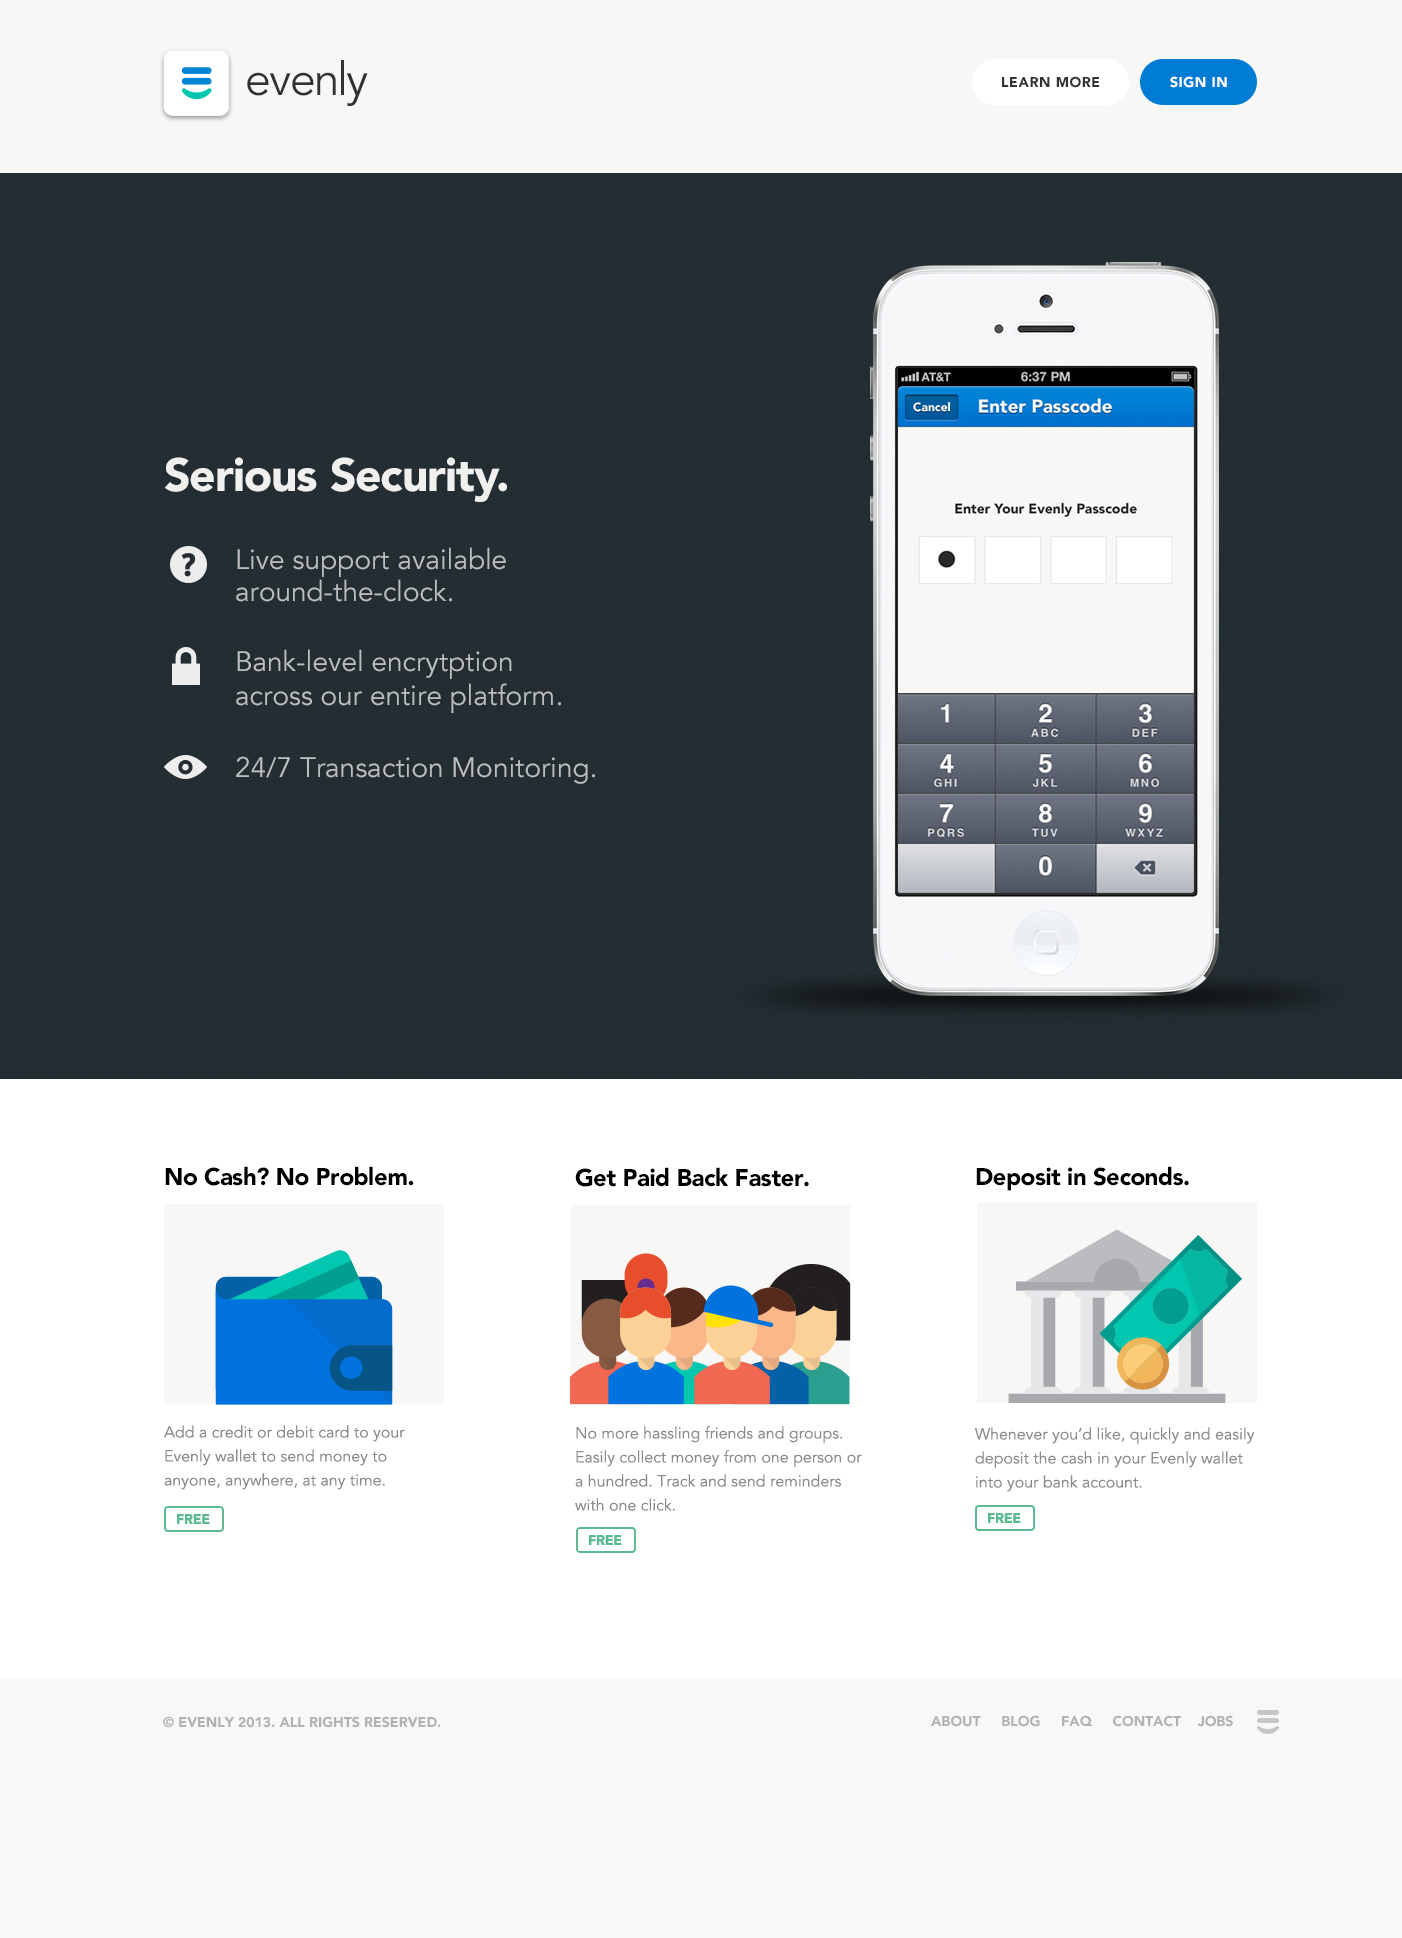 evenly
LEARN MORE
SIGN IN
Serious Security.
?
Live support available
around-the-clock.
Bank-level encrytption
across our entire platform.
24/7 Transaction Monitoring.
AT&T
6:37 PM
Cancel
Enter Passcode
Enter Your Evenly Passcode
1 2 3
ABC DEF
4 5 6
GHI JKL MNO
7 8 9
PQRS TUV WXYZ
0
No Cash? No Problem.
Add a credit or debit card to your
Evenly wallet to send money to
anyone, anywhere, at any time.
FREE
Get Paid Back Faster.
No more hassling friends and groups.
Easily collect money from one person or
a hundred. Track and send reminders
with one click.
FREE
Deposit in Seconds.
Whenever you’d like, quickly and easily
deposit the cash in your Evenly wallet
into your bank account.
FREE
© EVENLY 2013. ALL RIGHTS RESERVED.
ABOUT BLOG FAQ CONTACT JOBS